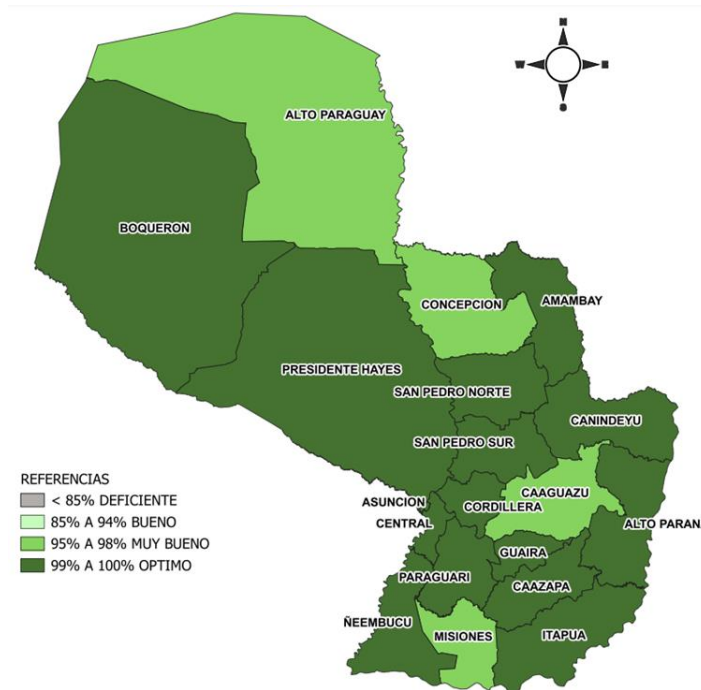 N
W
E
S
ALTO PARAGUAY
BOQUERON
CONCEPCION
AMAMBAY
PRESIDENTE HAYES
SAN PEDRO NORTE
CANINDEYU
SAN PEDRO SUR
REFERENCIAS
< 85% DEFICIENTE
85% A 94% BUENO
95% A 98% MUY BUENO
99% A 100% OPTIMO
CAAGUAZU
ASUNCION
CORDILLERA
CENTRAL
ALTO PARAN
GUAIRA
PARAGUARI
CAAZAPA
ÑEEMBUCU
MISIONES
ITAPUA